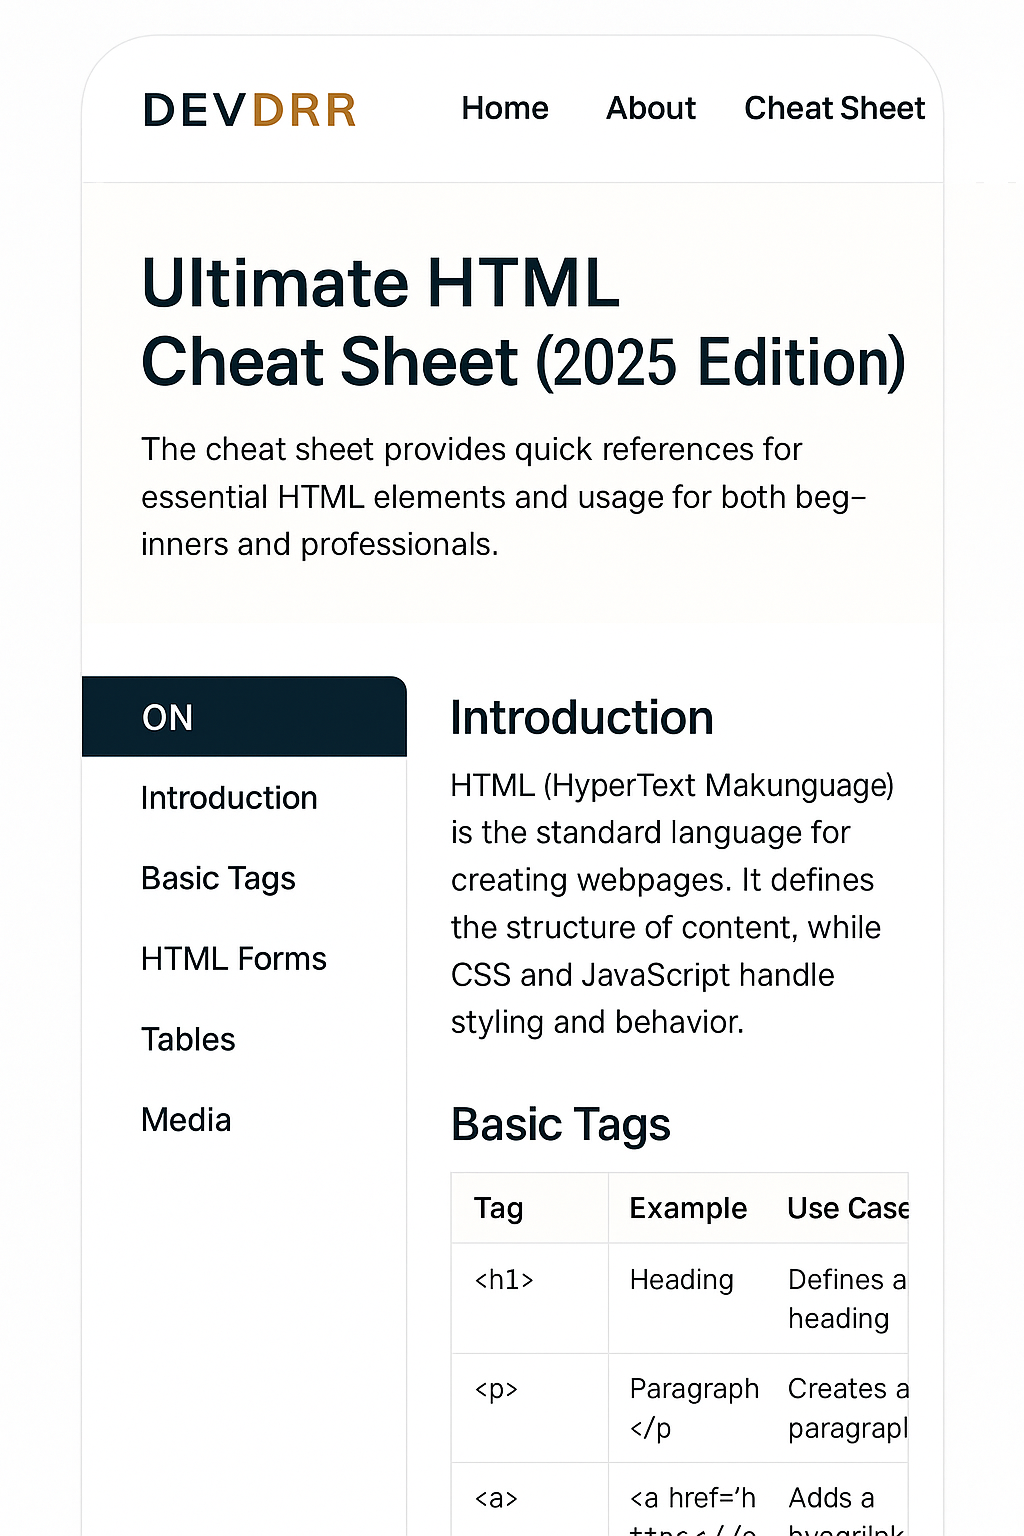 DEVDRR
Home About Cheat Sheet
Ultimate HTML
Cheat Sheet (2025 Edition)
The cheat sheet provides quick references for
essential HTML elements and usage for both beg–
inners and professionals.
ON
Introduction
Basic Tags
HTML Forms
Tables
Media
Introduction
HTML (HyperText Makunguage)
is the standard language for
creating webpages. It defines
the structure of content, while
CSS and JavaScript handle
styling and behavior.
Basic Tags
Tag Example Use Case
<h1> Heading Defines a
heading
<p> Paragraph Creates a
</p paragrapl
<a> <a href=‘h Adds a